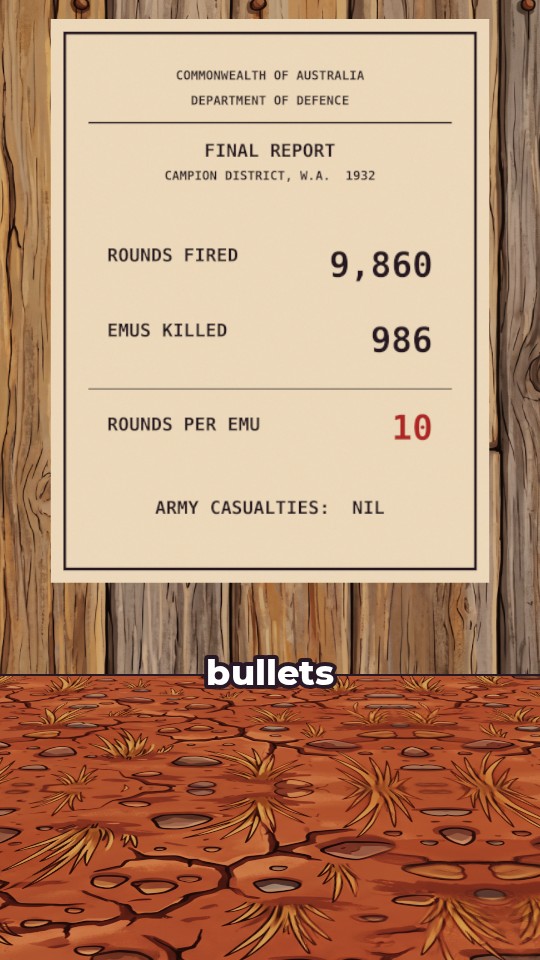 COMMONWEALTH OF AUSTRALIA
DEPARTMENT OF DEFENCE
FINAL REPORT
CAMPION DISTRICT, W.A. 1932
ROUNDS FIRED 9,860
EMUS KILLED 986
ROUNDS PER EMU 10
ARMY CASUALTIES: NIL
bullets